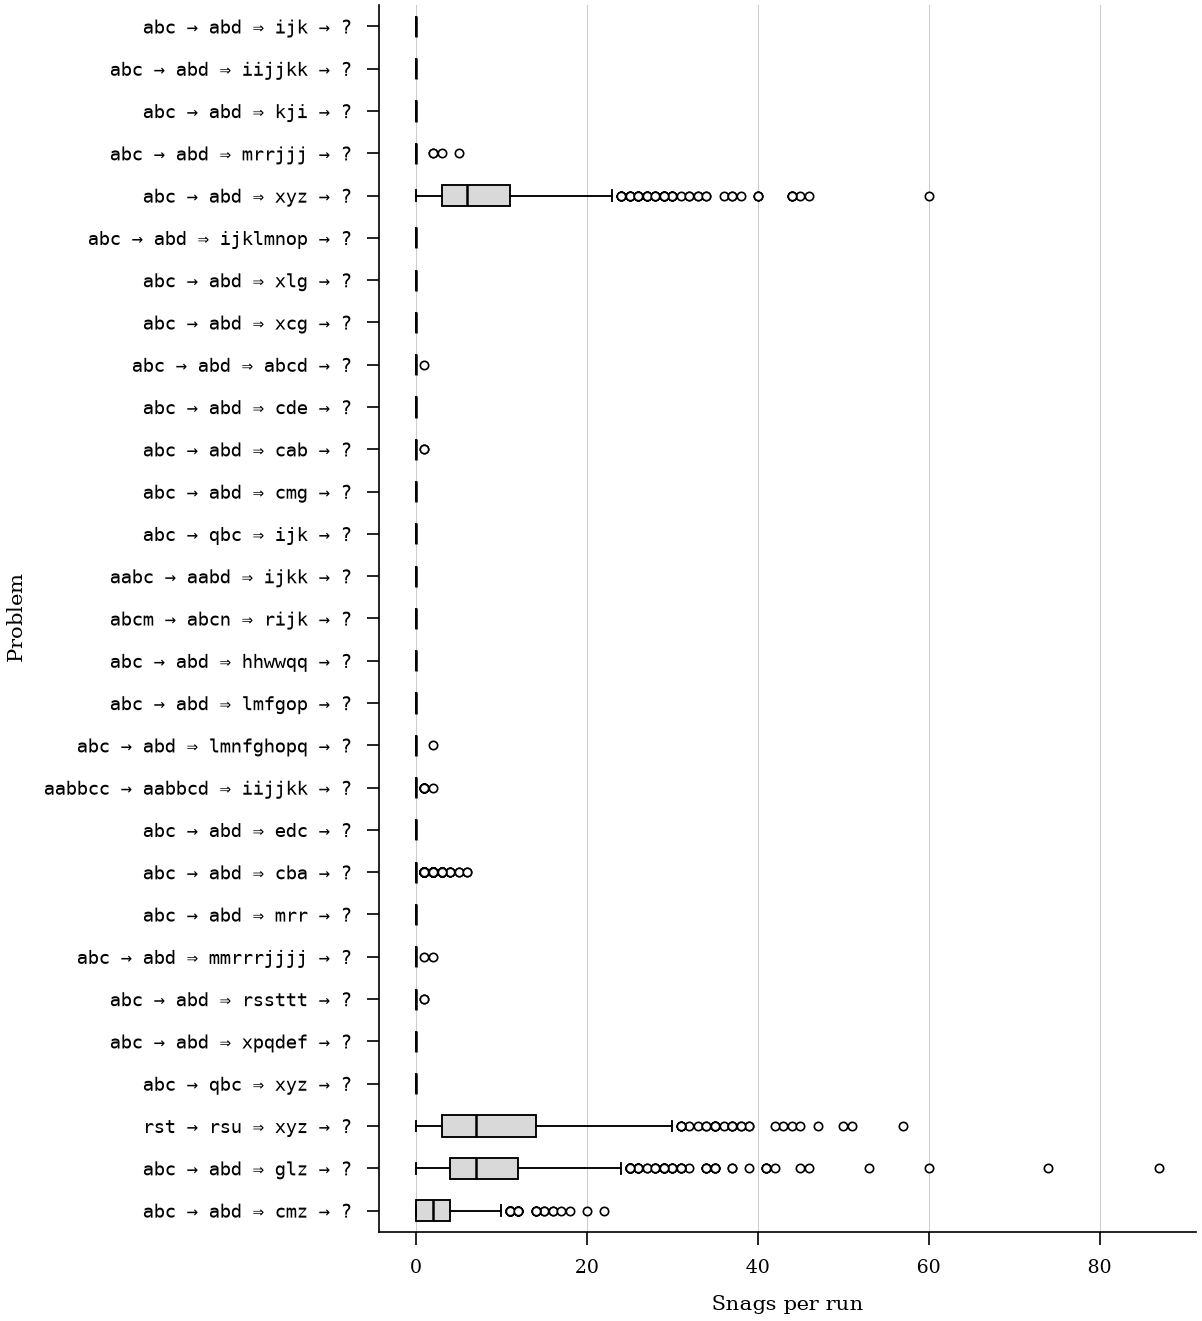 abc → abd ⇒ ijk → ?
abc → abd ⇒ iijjkk → ?
abc → abd ⇒ kji → ?
abc → abd ⇒ mrrjjj → ?
abc → abd ⇒ xyz → ?
abc → abd ⇒ ijklmnop → ?
abc → abd ⇒ xlg → ?
abc → abd ⇒ xcg → ?
abc → abd ⇒ abcd → ?
abc → abd ⇒ cde → ?
abc → abd ⇒ cab → ?
abc → abd ⇒ cmg → ?
abc → qbc ⇒ ijk → ?
aabc → aabd ⇒ ijkk → ?
abcm → abcn ⇒ rijk → ?
abc → abd ⇒ hhwwqq → ?
abc → abd ⇒ lmfgop → ?
abc → abd ⇒ lmnfghopq → ?
aabbcc → aabbcd ⇒ iijjkk → ?
abc → abd ⇒ edc → ?
abc → abd ⇒ cba → ?
abc → abd ⇒ mrr → ?
abc → abd ⇒ mmrrrjjjj → ?
abc → abd ⇒ rssttt → ?
abc → abd ⇒ xpqdef → ?
abc → qbc ⇒ xyz → ?
rst → rsu ⇒ xyz → ?
abc → abd ⇒ glz → ?
abc → abd ⇒ cmz → ?
Problem
0 20 40 60 80
Snags per run